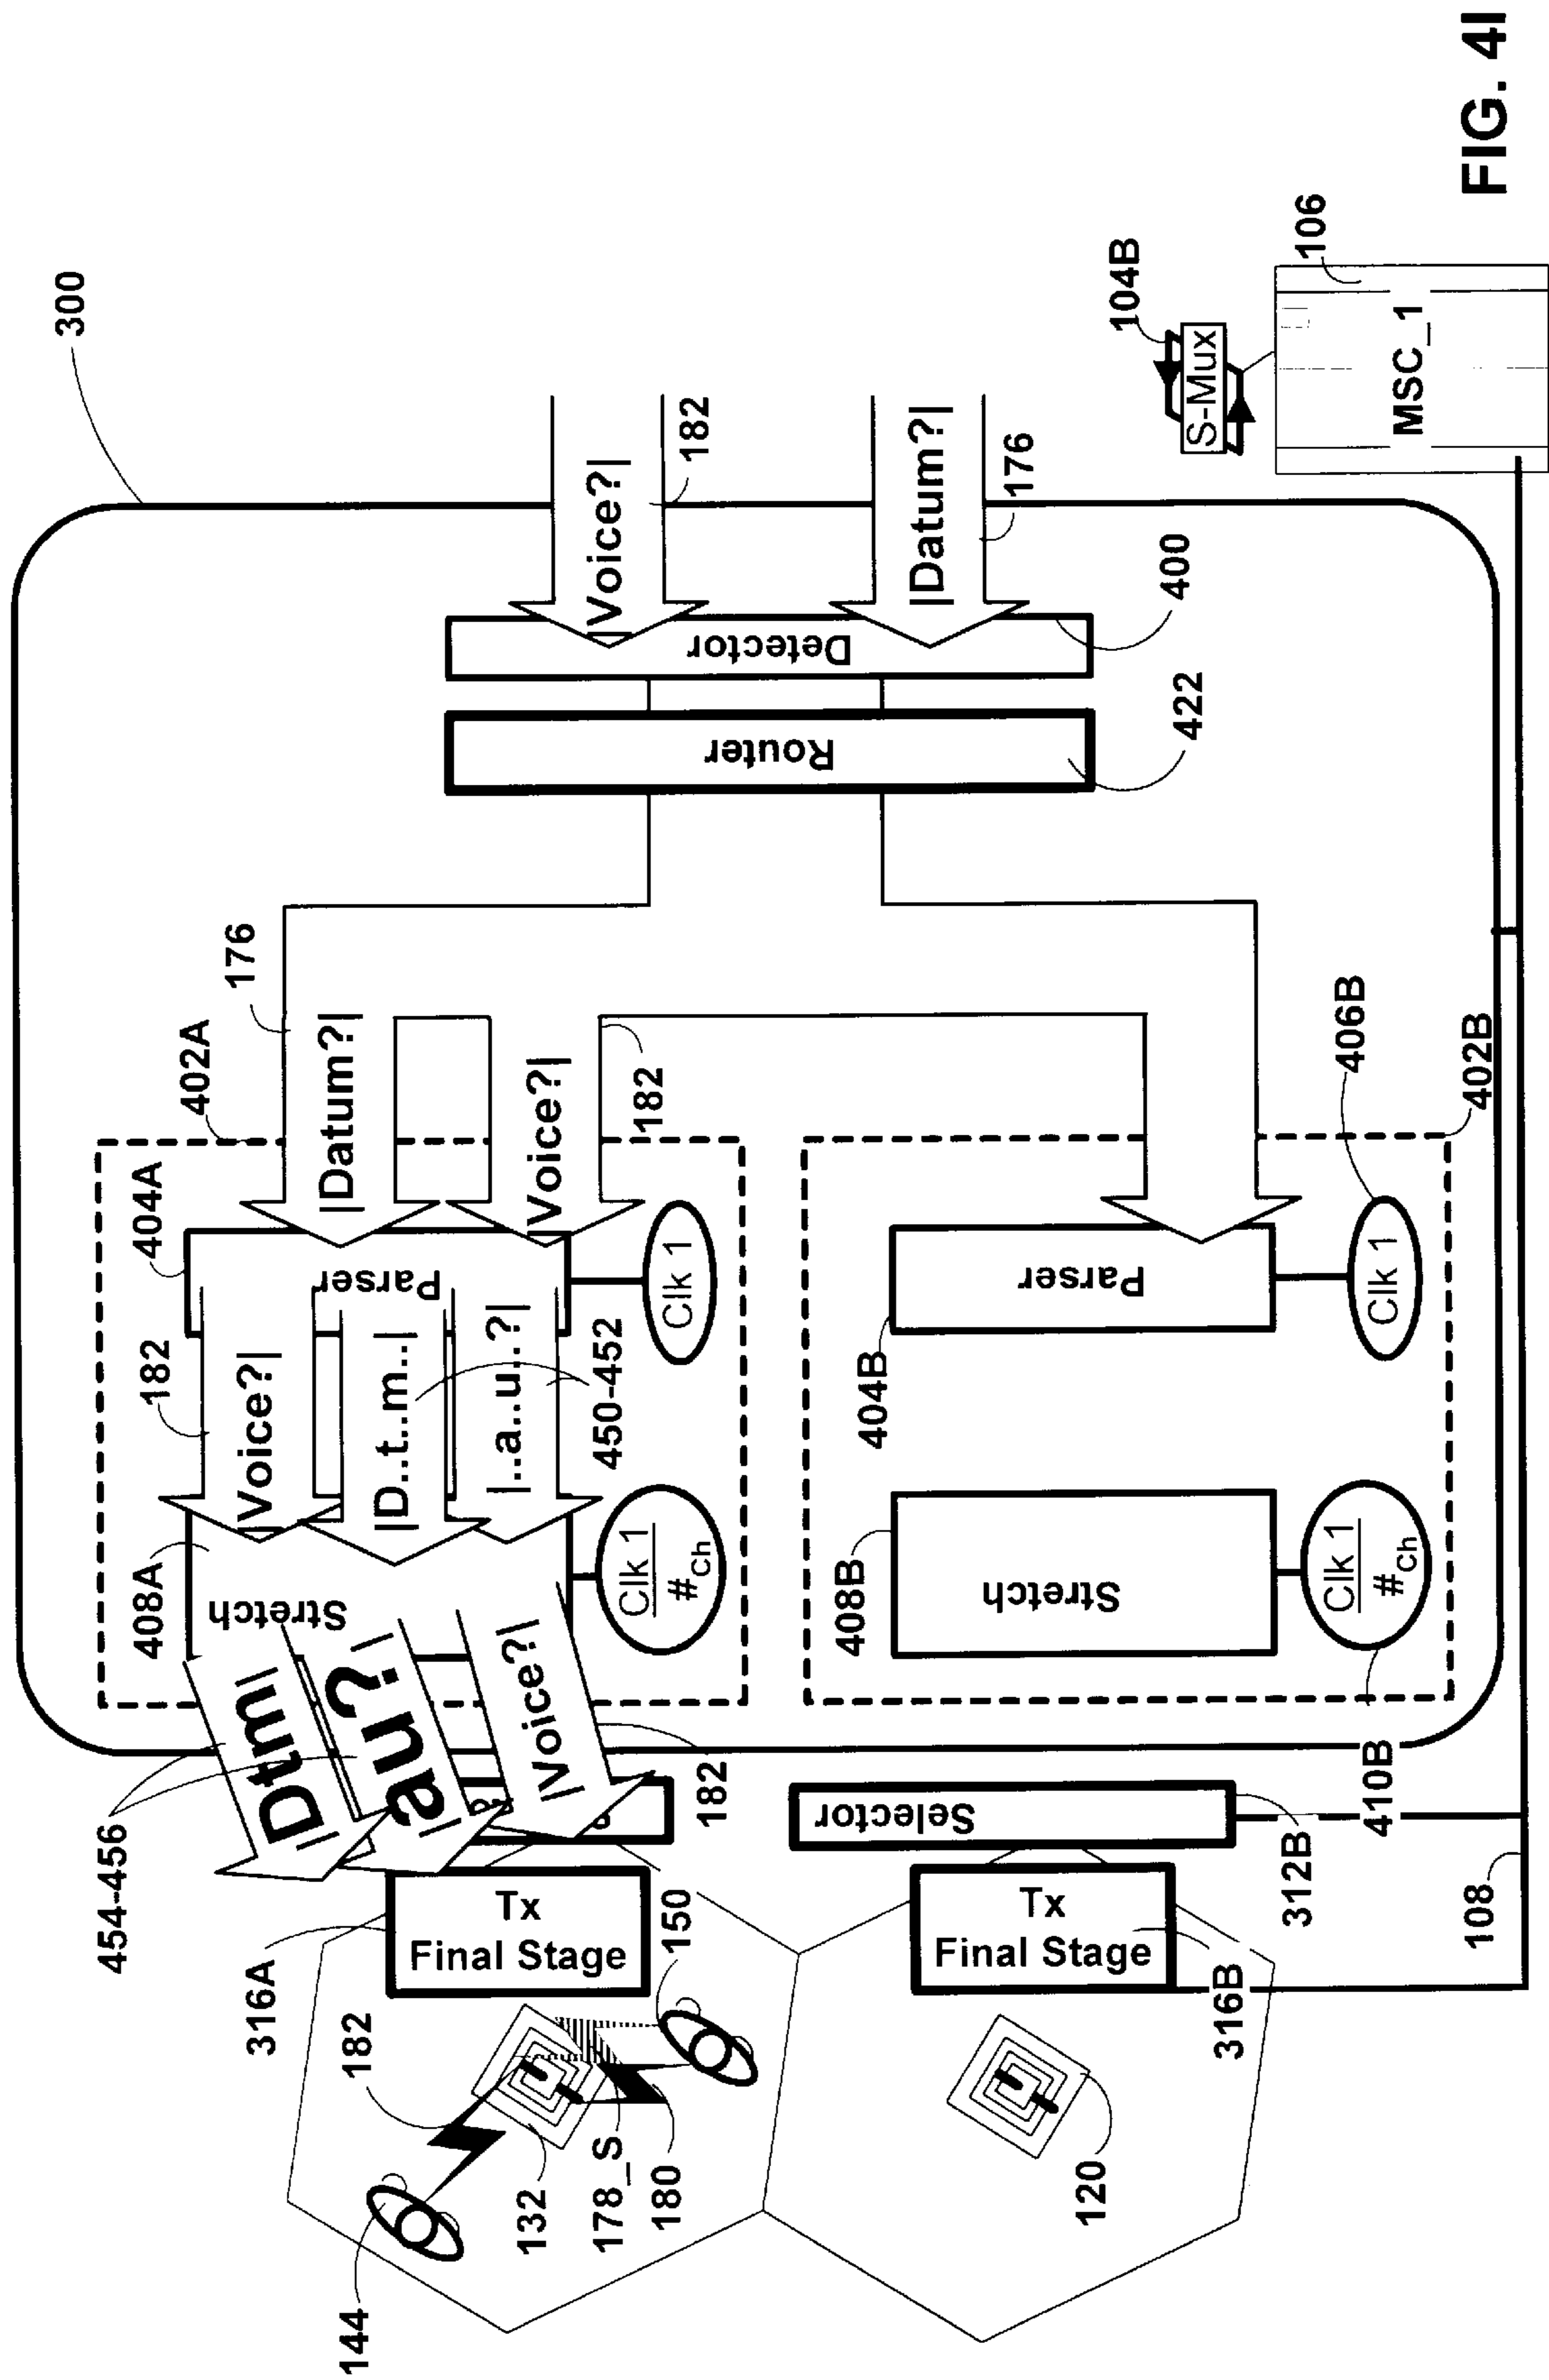 FIG. 4I
300
104B
S-Mux
106
MSC_1
|Voice?|
182
|Datum?|
176
Detector
400
Router
422
176
|Datum?|
402A
182
|Voice?|
404A
Parser
Clk 1
406B
402B
Parser
404B
Clk 1
182
|Voice?|
|D..t..m..|
|..a..u..?|
450-452
408A
Stretch
Clk 1
#Ch
408B
Stretch
Clk 1
#Ch
410B
454-456
|Dtm|
|au?|
|Voice?|
182
Selector
312B
108
316A
Tx
Final Stage
150
Tx
Final Stage
316B
182
132
178_S
180
144
120